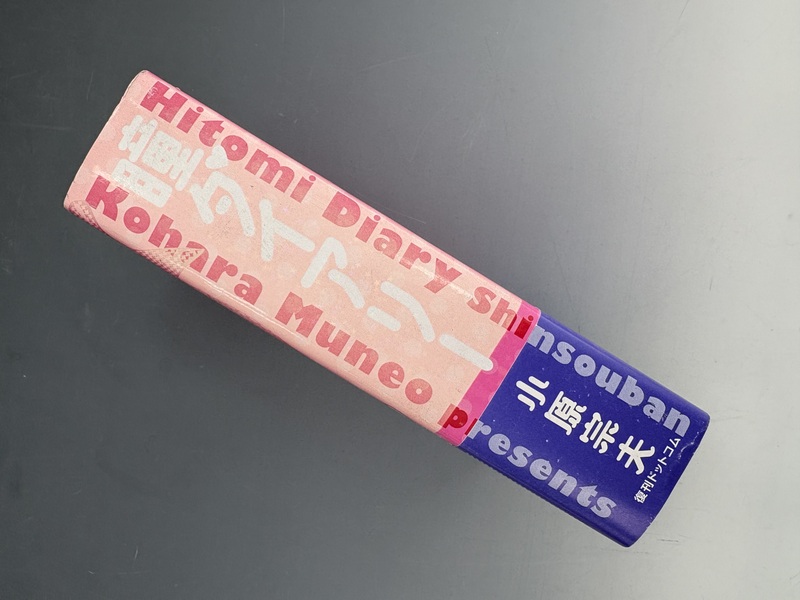 Hitomi Diary Shinsouban
瞳ダイアリー
Kohara Muneo presents
小原宗夫
復刊ドットコム